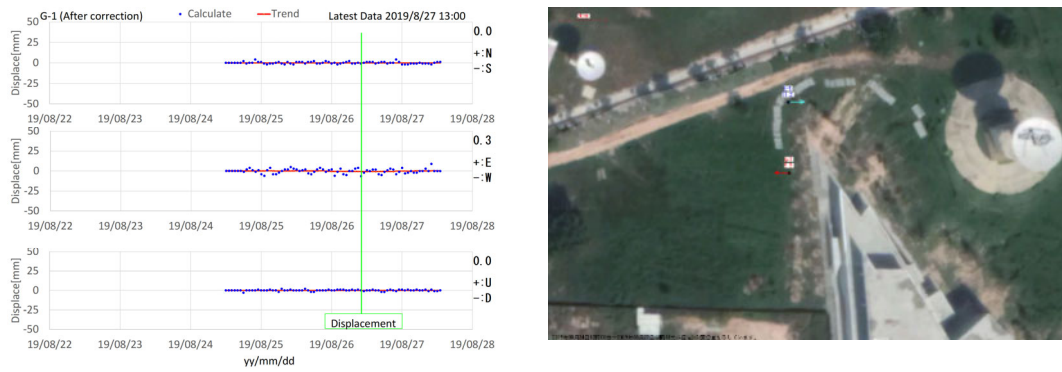 G-1 (After correction)
Calculate
Trend
Latest Data 2019/8/27 13:00
Displace[mm]
50
25
0
-25
-50
0.0
+:N
-:S
19/08/22 19/08/23 19/08/24 19/08/25 19/08/26 19/08/27 19/08/28
Displace[mm]
50
25
0
-25
-50
0.3
+:E
-:W
19/08/22 19/08/23 19/08/24 19/08/25 19/08/26 19/08/27 19/08/28
Displace[mm]
50
25
0
-25
-50
0.0
+:U
-:D
Displacement
19/08/22 19/08/23 19/08/24 19/08/25 19/08/26 19/08/27 19/08/28
yy/mm/dd